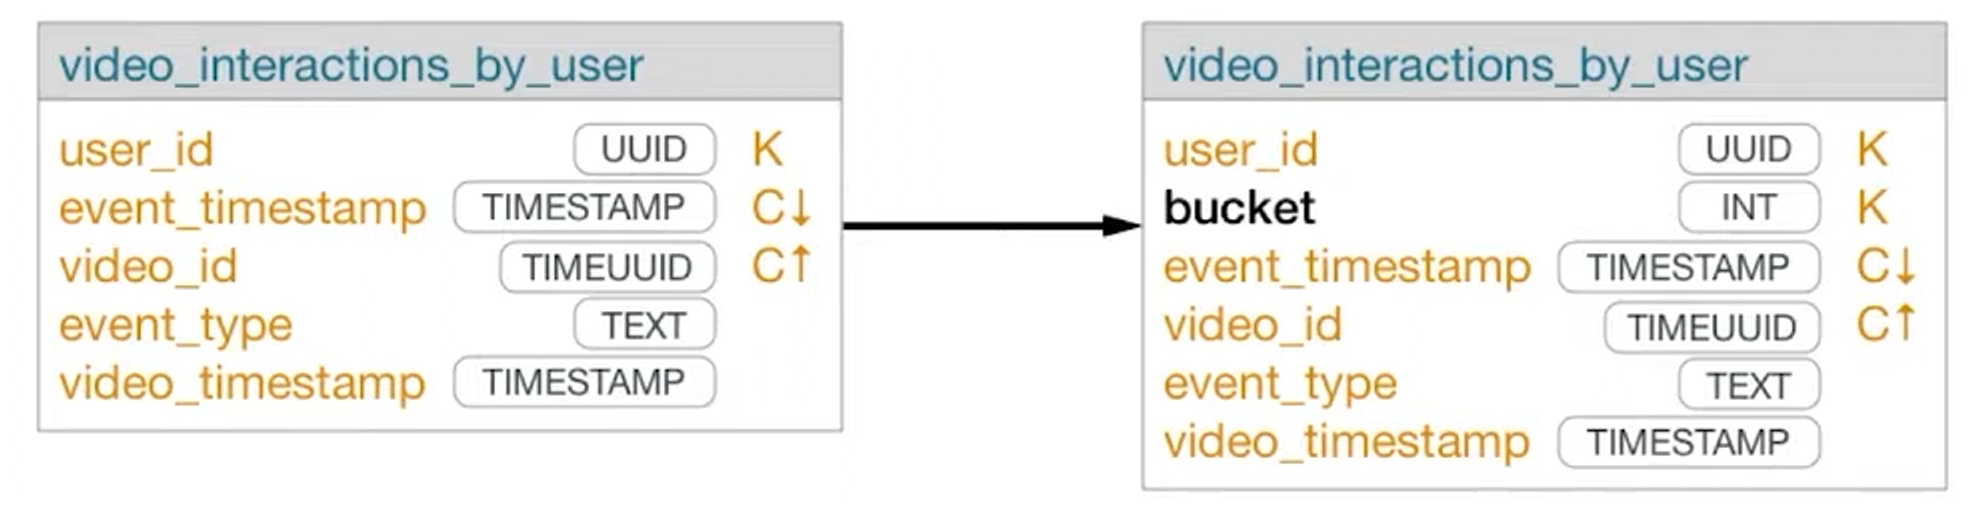 video_interactions_by_user
user_id UUID K
event_timestamp TIMESTAMP C↓
video_id TIMEUUID C↑
event_type TEXT
video_timestamp TIMESTAMP
video_interactions_by_user
user_id UUID K
bucket INT K
event_timestamp TIMESTAMP C↓
video_id TIMEUUID C↑
event_type TEXT
video_timestamp TIMESTAMP